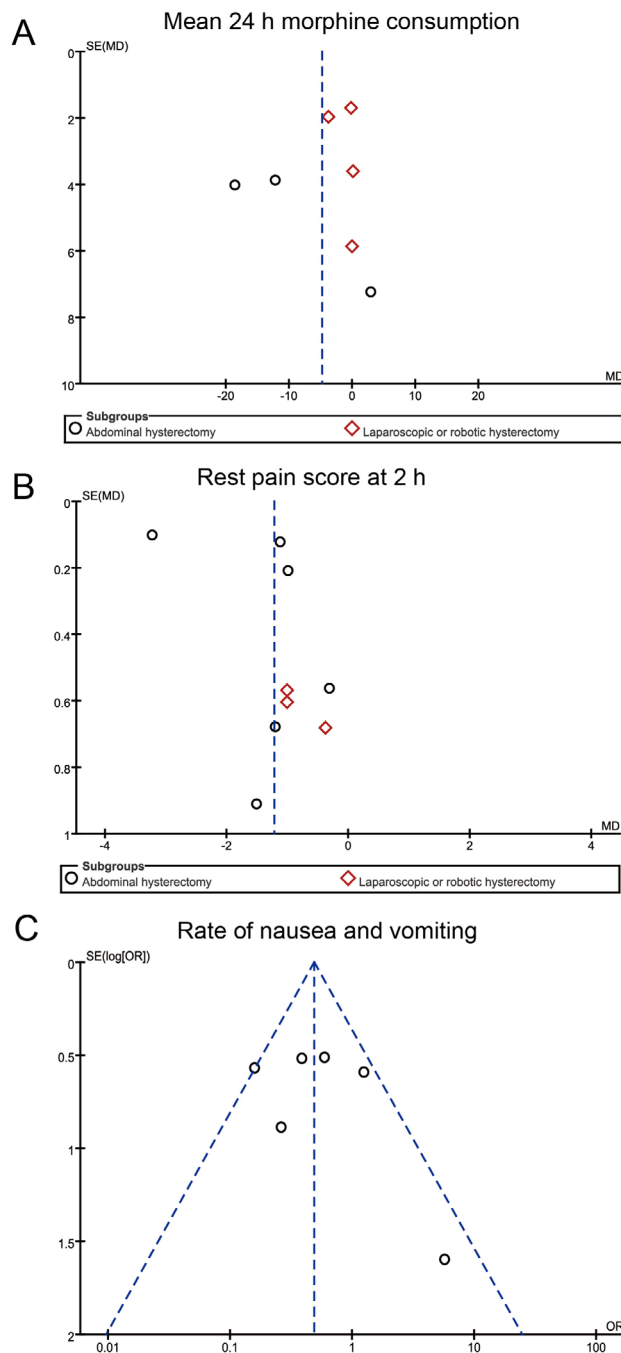 A
Mean 24 h morphine consumption
SE(MD)
0
2
4
6
8
10
-20
-10
0
10
20
MD
Subgroups
Abdominal hysterectomy
Laparoscopic or robotic hysterectomy
B
Rest pain score at 2 h
SE(MD)
0
0.2
0.4
0.6
0.8
1
-4
-2
0
2
4
MD
Subgroups
Abdominal hysterectomy
Laparoscopic or robotic hysterectomy
C
Rate of nausea and vomiting
SE(log[OR])
0
0.5
1
1.5
2
0.01
0.1
1
10
100
OR